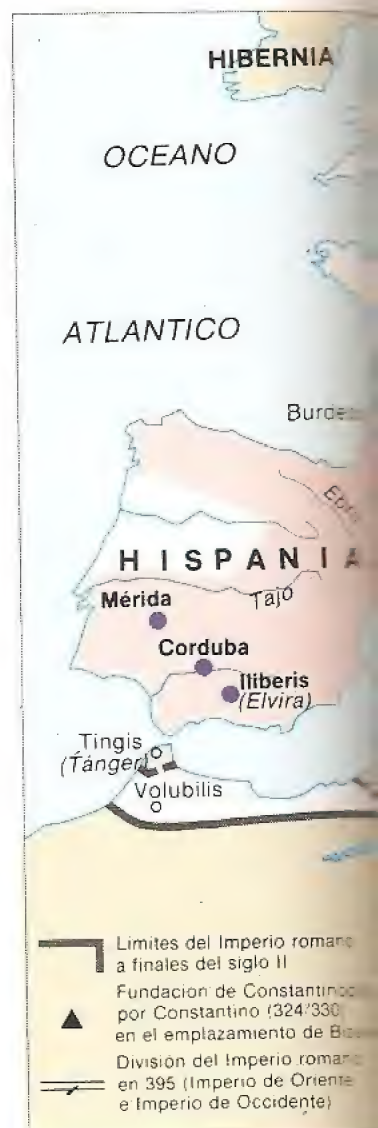 HIBERNIA
OCEANO
ATLANTICO
Ebro
HISPANIA
Tajo
Mérida
Corduba
Iliberis
(Elvira)
Tingis
(Tánger)
Volubilis
Limites del Imperio romano
a finales del siglo II
Fundación de
por Constantino (324/330
en el emplazamiento de
División del Imperio romano
en 395 (Imperio de Oriente
e Imperio de Occidente)